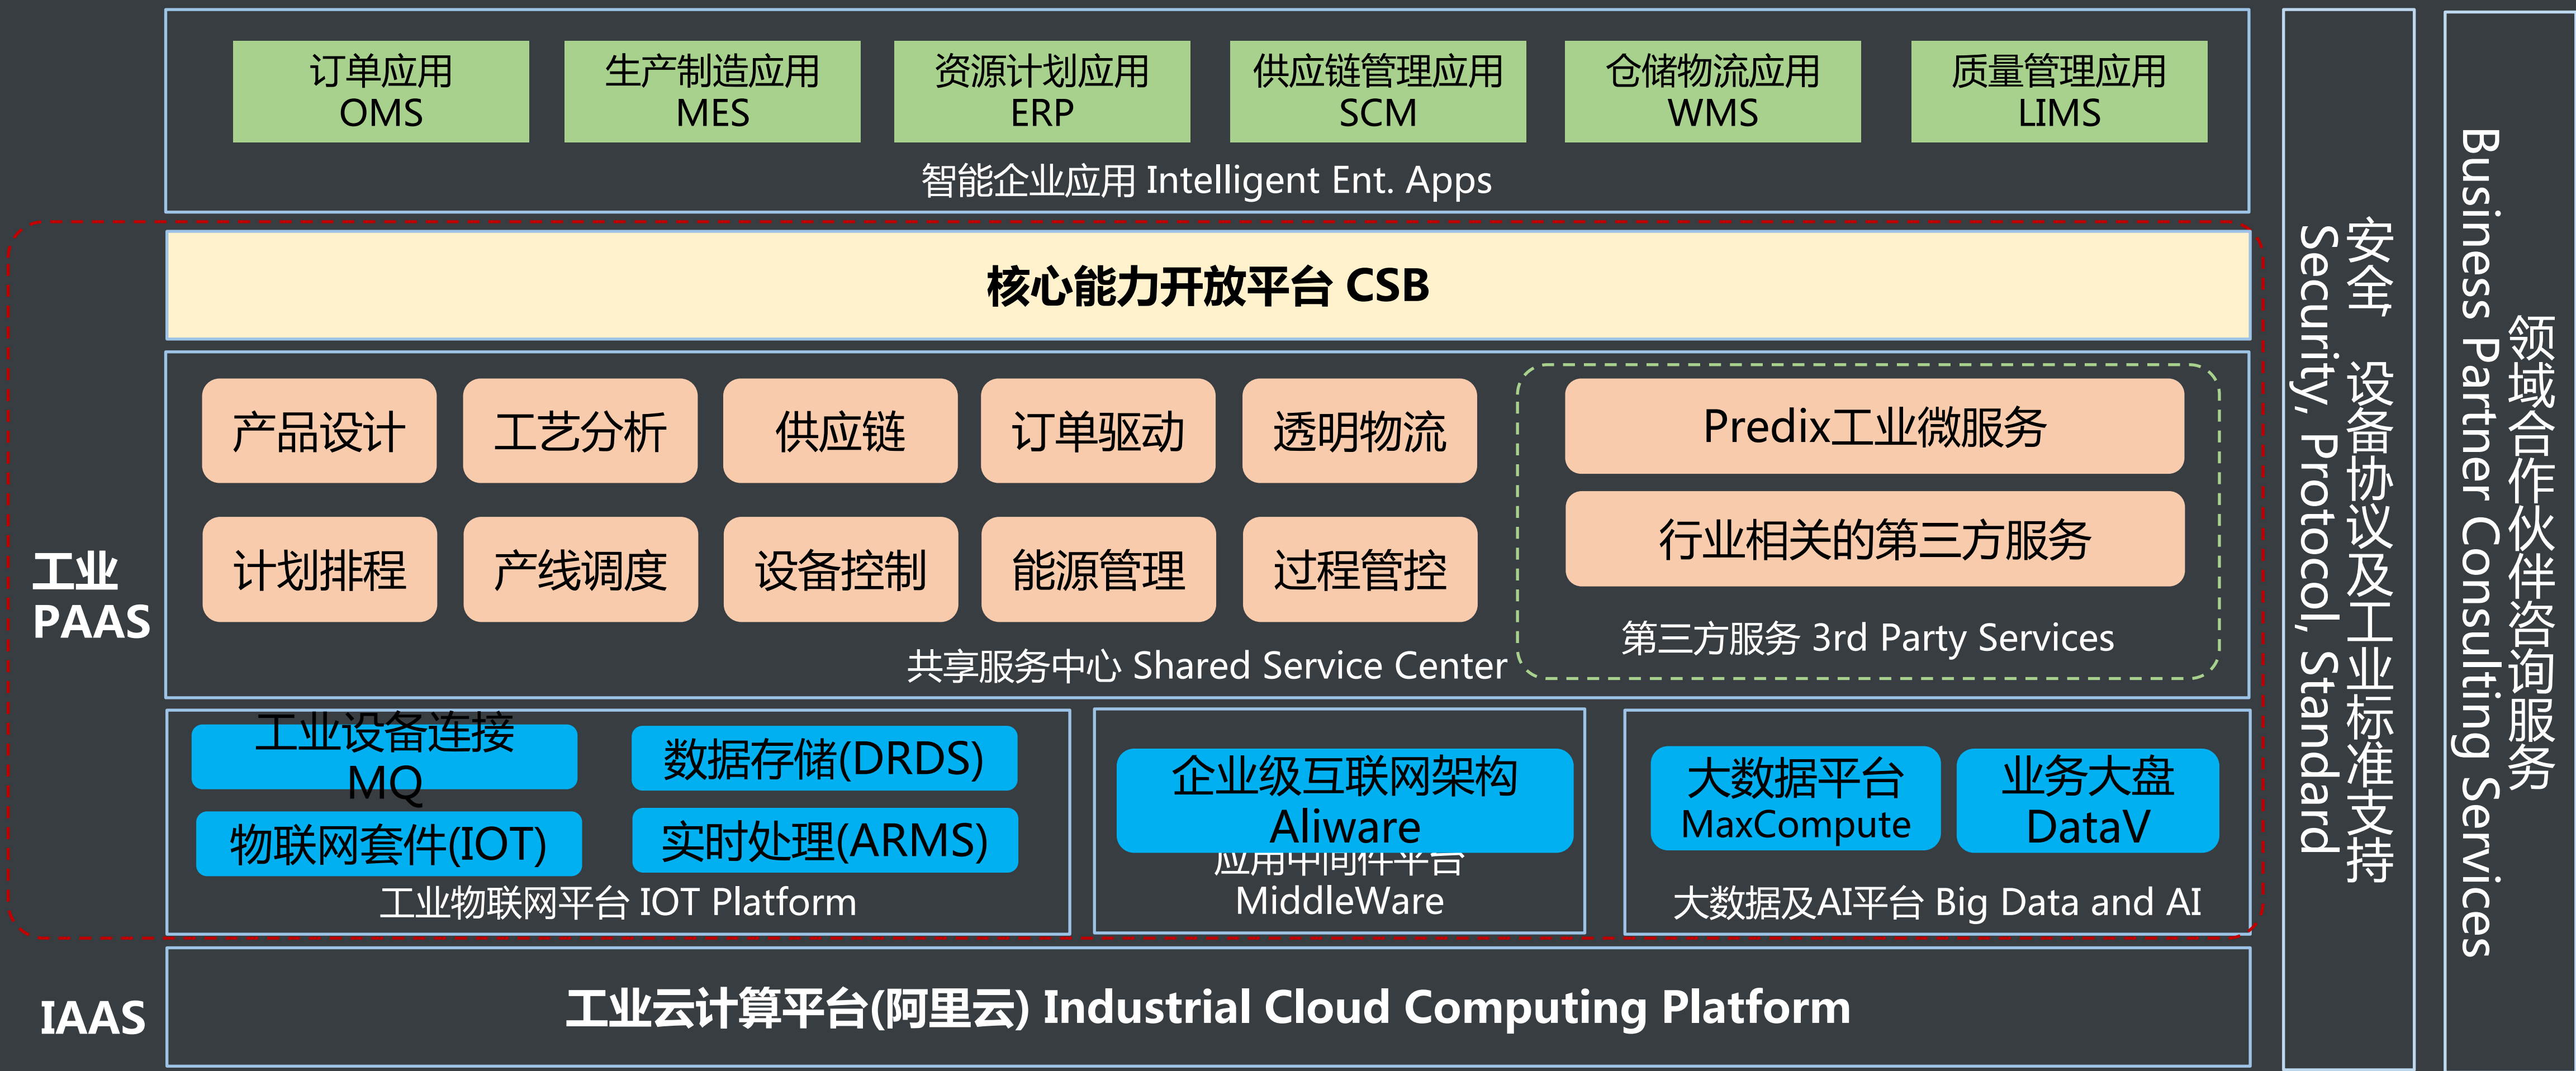 订单应用
OMS
生产制造应用
MES
资源计划应用
ERP
供应链管理应用
SCM
仓储物流应用
WMS
质量管理应用
LIMS
智能企业应用 Intelligent Ent. Apps
核心能力开放平台 CSB
工业
PAAS
产品设计
工艺分析
供应链
订单驱动
透明物流
计划排程
产线调度
设备控制
能源管理
过程管控
Predix工业微服务
行业相关的第三方服务
第三方服务 3rd Party Services
共享服务中心 Shared Service Center
工业设备连接
MQ
数据存储(DRDS)
物联网套件(IOT)
实时处理(ARMS)
工业物联网平台 IOT Platform
企业级互联网架构
Aliware
应用中间件平台
MiddleWare
大数据平台
MaxCompute
业务大盘
DataV
大数据及AI平台 Big Data and AI
IAAS
工业云计算平台(阿里云) Industrial Cloud Computing Platform
安全，设备协议及工业标准支持
Security, Protocol, Standard
领域合作伙伴咨询服务
Business Partner Consulting Services